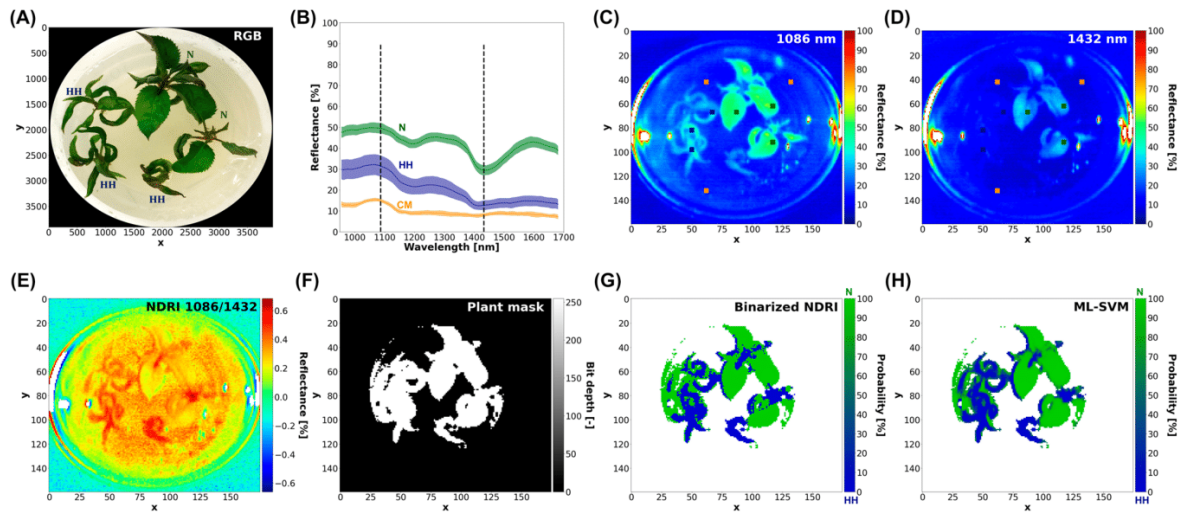 (A)
RGB
N
HH
N
HH
HH
0
500
1000
1500
2000
2500
3000
3500
y
0 500 1000 1500 2000 2500 3000 3500
x
(B)
100
90
80
70
60
50
40
30
20
10
0
Reflectance [%]
N
HH
CM
1000 1100 1200 1300 1400 1500 1600 1700
Wavelength [nm]
(C)
1086 nm
0
20
40
60
80
100
120
140
y
0 25 50 75 100 125 150
x
100
90
80
70
60
50
40
30
20
10
0
Reflectance [%]
(D)
1432 nm
0
20
40
60
80
100
120
140
y
0 25 50 75 100 125 150
x
100
90
80
70
60
50
40
30
20
10
0
Reflectance [%]
(E)
NDRI 1086/1432
0
20
40
60
80
100
120
140
160
y
0 25 50 75 100 125 150
x
0.6
0.4
0.2
0.0
−0.2
−0.4
−0.6
Reflectance [%]
(F)
Plant mask
0
20
40
60
80
100
120
140
160
y
0 25 50 75 100 125 150
x
250
200
150
100
50
0
Bit depth [-]
(G)
Binarized NDRI
0
20
40
60
80
100
120
140
160
y
0 25 50 75 100 125 150
x
N
100
90
80
70
60
50
40
30
20
10
0
HH
Probability [%]
(H)
ML-SVM
0
20
40
60
80
100
120
140
160
y
0 25 50 75 100 125 150
x
N
100
90
80
70
60
50
40
30
20
10
0
HH
Probability [%]